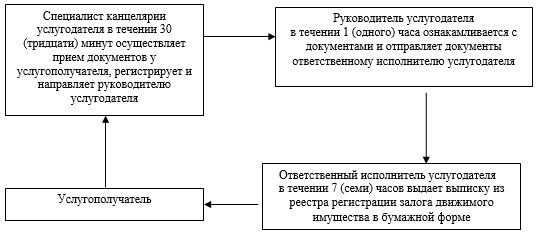 Специалист канцелярии
услугодателя в течении 30
(тридцати) минут осуществляет
прием документов у
услугополучателя, регистрирует и
направляет руководителю
услугодателя
Руководитель услугодателя
в течении 1 (одного) часа ознакамливается с
документами и отправляет документы
ответственному исполнителю услугодателя
Ответственный исполнитель услугодателя
в течении 7 (семи) часов выдает выписку из
реестра регистрации залога движимого
имущества в бумажной форме
Услугополучатель